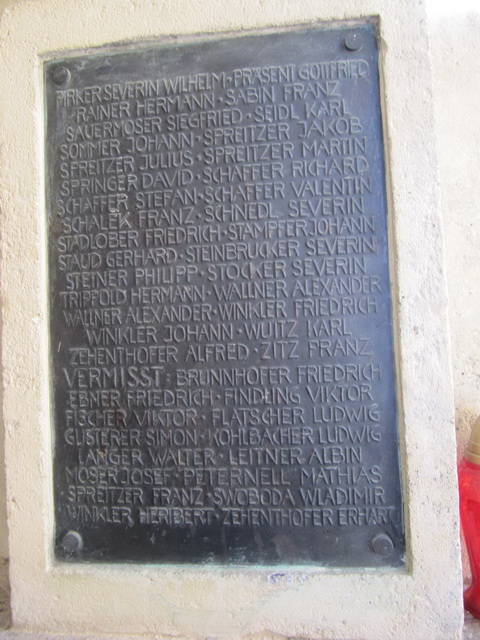 PIRKER SEVERIN WILHELM · PRÄSENT GOTTFRIED
RAINER HERMANN · SABIN FRANZ
SAUERMOSER SIEGFRIED · SEIDL KARL
SOMMER JOHANN · SPREITZER JAKOB
SPREITZER JULIUS · SPREITZER MARTIN
SPRINGER DAVID · SCHAFFER RICHARD
SCHAFFER STEFAN · SCHAFFER VALENTIN
SCHALEK FRANZ · SCHNEDL SEVERIN
STADLOBER FRIEDRICH · STAMPFER JOHANN
STAUD GERHARD · STEINBRUCKER SEVERIN
STEINER PHILIPP · STOCKER SEVERIN
TRIPPOLD HERMANN · WALLNER ALEXANDER
WALLNER ALEXANDER · WINKLER FRIEDRICH
WINKLER JOHANN · WUITZ KARL
ZEHENTHOFER ALFRED · ZITZ FRANZ
VERMISST: BRUNNHOFER FRIEDRICH
EBNER FRIEDRICH · FINDLING VIKTOR
FISCHER VIKTOR · FLATSCHER LUDWIG
GUSTERER SIMON · KOHLBACHER LUDWIG
LANGER WALTER · LEITNER ALBIN
MOSER JOSEF · PETERNELL MATHIAS
SPREITZER FRANZ · SWOBODA WLADIMIR
WINKLER HERIBERT · ZEHENTHOFER ERHART